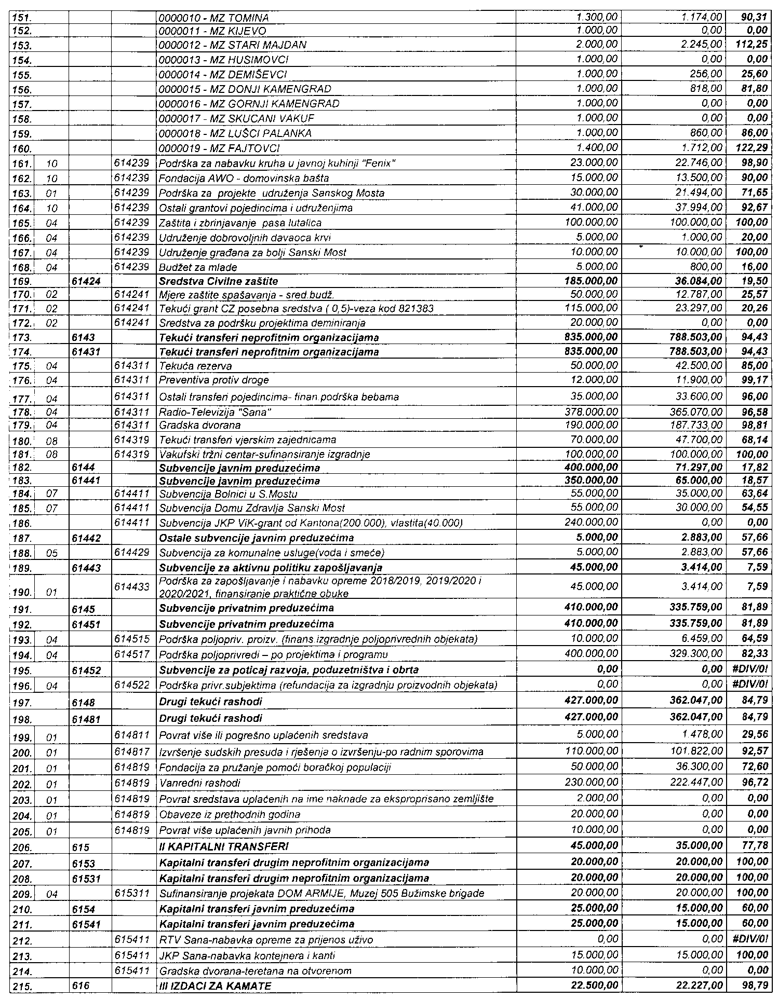 151. 0000010 - MZ TOMINA 1.300,00 1.174,00 90,31
152. 0000011 - MZ KIJEVO 1.000,00 0,00 0,00
153. 0000012 - MZ STARI MAJDAN 2.000,00 2.245,00 112,25
154. 0000013 - MZ HUSIMOVCI 1.000,00 0,00 0,00
155. 0000014 - MZ DEMIŠEVCI 1.000,00 256,00 25,60
156. 0000015 - MZ DONJI KAMENGRAD 1.000,00 818,00 81,80
157. 0000016 - MZ GORNJI KAMENGRAD 1.000,00 0,00 0,00
158. 0000017 - MZ SKUCANI VAKUF 1.000,00 0,00 0,00
159. 0000018 - MZ LUŠCI PALANKA 1.000,00 860,00 86,00
160. 0000019 - MZ FAJTOVCI 1.400,00 1.712,00 122,29
161. 10 614239 Podrška za nabavku kruha u javnoj kuhinji "Fenix" 23.000,00 22.746,00 98,90
162. 10 614239 Fondacija AWO - domovinska bašta 15.000,00 13.500,00 90,00
163. 01 614239 Podrška za projekte udruženja Sanskog Mosta 30.000,00 21.494,00 71,65
164. 10 614239 Ostali grantovi pojedincima i udruženjima 41.000,00 37.994,00 92,67
165. 04 614239 Zaštita i zbrinjavanje pasa lutalica 100.000,00 100.000,00 100,00
166. 04 614239 Udruženje dobrovoljnih davaoca krvi 5.000,00 1.000,00 20,00
167. 04 614239 Udruženje građana za bolji Sanski Most 10.000,00 10.000,00 100,00
168. 04 614239 Budžet za mlade 5.000,00 800,00 16,00
169. 61424 Sredstva Civilne zaštite 185.000,00 36.084,00 19,50
170. 02 614241 Mjere zaštite spašavanja - sred.budž. 50.000,00 12.787,00 25,57
171. 02 614241 Tekući grant CZ posebna sredstva ( 0,5)-veza kod 821383 115.000,00 23.297,00 20,26
172. 02 614241 Sredstva za podršku projektima deminiranja 20.000,00 0,00 0,00
173. 6143 Tekući transferi neprofitnim organizacijama 835.000,00 788.503,00 94,43
174. 61431 Tekući transferi neprofitnim organizacijama 835.000,00 788.503,00 94,43
175. 04 614311 Tekuća rezerva 50.000,00 42.500,00 85,00
176. 04 614311 Preventiva protiv droge 12.000,00 11.900,00 99,17
177. 04 614311 Ostali transferi pojedincima- finan.podrška bebama 35.000,00 33.600,00 96,00
178. 04 614311 Radio-Televizija "Sana" 378.000,00 365.070,00 96,58
179. 04 614311 Gradska dvorana 190.000,00 187.733,00 98,81
180. 08 614319 Tekući transferi vjerskim zajednicama 70.000,00 47.700,00 68,14
181. 08 614319 Vakufski tržni centar-sufinansiranje izgradnje 100.000,00 100.000,00 100,00
182. 6144 Subvencije javnim preduzećima 400.000,00 71.297,00 17,82
183. 61441 Subvencije javnim preduzećima 350.000,00 65.000,00 18,57
184. 07 614411 Subvencija Bolnici u S.Mostu 55.000,00 35.000,00 63,64
185. 07 614411 Subvencija Domu Zdravlja Sanski Most 55.000,00 30.000,00 54,55
186. 614411 Subvencija JKP ViK-grant od Kantona(200.000), vlastita(40.000) 240.000,00 0,00 0,00
187. 61442 Ostale subvencije javnim preduzećima 5.000,00 2.883,00 57,66
188. 05 614429 Subvencija za komunalne usluge(voda i smeće) 5.000,00 2.883,00 57,66
189. 61443 Subvencije za aktivnu politiku zapošljavanja 45.000,00 3.414,00 7,59
190. 01 614433 Podrška za zapošljavanje i nabavku opreme 2018/2019, 2019/2020 i
2020/2021, finansiranje praktične obuke 45.000,00 3.414,00 7,59
191. 6145 Subvencije privatnim preduzećima 410.000,00 335.759,00 81,89
192. 61451 Subvencije privatnim preduzećima 410.000,00 335.759,00 81,89
193. 04 614515 Podrška poljopriv. proizv. (finans.izgradnje poljoprivrednih objekata) 10.000,00 6.459,00 64,59
194. 04 614517 Podrška poljoprivredi – po projektima i programu 400.000,00 329.300,00 82,33
195. 61452 Subvencije za poticaj razvoja, poduzetništva i obrta 0,00 0,00 #DIV/0!
196. 04 614522 Podrška privr.subjektima (refundacija za izgradnju proizvodnih objekata) 0,00 0,00 #DIV/0!
197. 6148 Drugi tekući rashodi 427.000,00 362.047,00 84,79
198. 61481 Drugi tekući rashodi 427.000,00 362.047,00 84,79
199. 01 614811 Povrat više ili pogrešno uplaćenih sredstava 5.000,00 1.478,00 29,56
200. 01 614817 Izvršenje sudskih presuda i rješenja o izvršenju-po radnim sporovima 110.000,00 101.822,00 92,57
201. 01 614819 Fondacija za pružanje pomoći boračkoj populaciji 50.000,00 36.300,00 72,60
202. 01 614819 Vanredni rashodi 230.000,00 222.447,00 96,72
203. 01 614819 Povrat sredstava uplaćenih na ime naknade za eksproprisano zemljište 2.000,00 0,00 0,00
204. 01 614819 Obaveze iz prethodnih godina 20.000,00 0,00 0,00
205. 01 614819 Povrat više uplaćenih javnih prihoda 10.000,00 0,00 0,00
206. 615 II KAPITALNI TRANSFERI 45.000,00 35.000,00 77,78
207. 6153 Kapitalni transferi drugim neprofitnim organizacijama 20.000,00 20.000,00 100,00
208. 61531 Kapitalni transferi drugim neprofitnim organizacijama 20.000,00 20.000,00 100,00
209. 04 615311 Sufinansiranje projekata DOM ARMIJE, Muzej 505 Bužimske brigade 20.000,00 20.000,00 100,00
210. 6154 Kapitalni transferi javnim preduzećima 25.000,00 15.000,00 60,00
211. 61541 Kapitalni transferi javnim preduzećima 25.000,00 15.000,00 60,00
212. 615411 RTV Sana-nabavka opreme za prijenos uživo 0,00 0,00 #DIV/0!
213. 615411 JKP Sana-nabavka kontejnera i kanti 15.000,00 15.000,00 100,00
214. 615411 Gradska dvorana-teretana na otvorenom 10.000,00 0,00 0,00
215. 616 III IZDACI ZA KAMATE 22.500,00 22.227,00 98,79